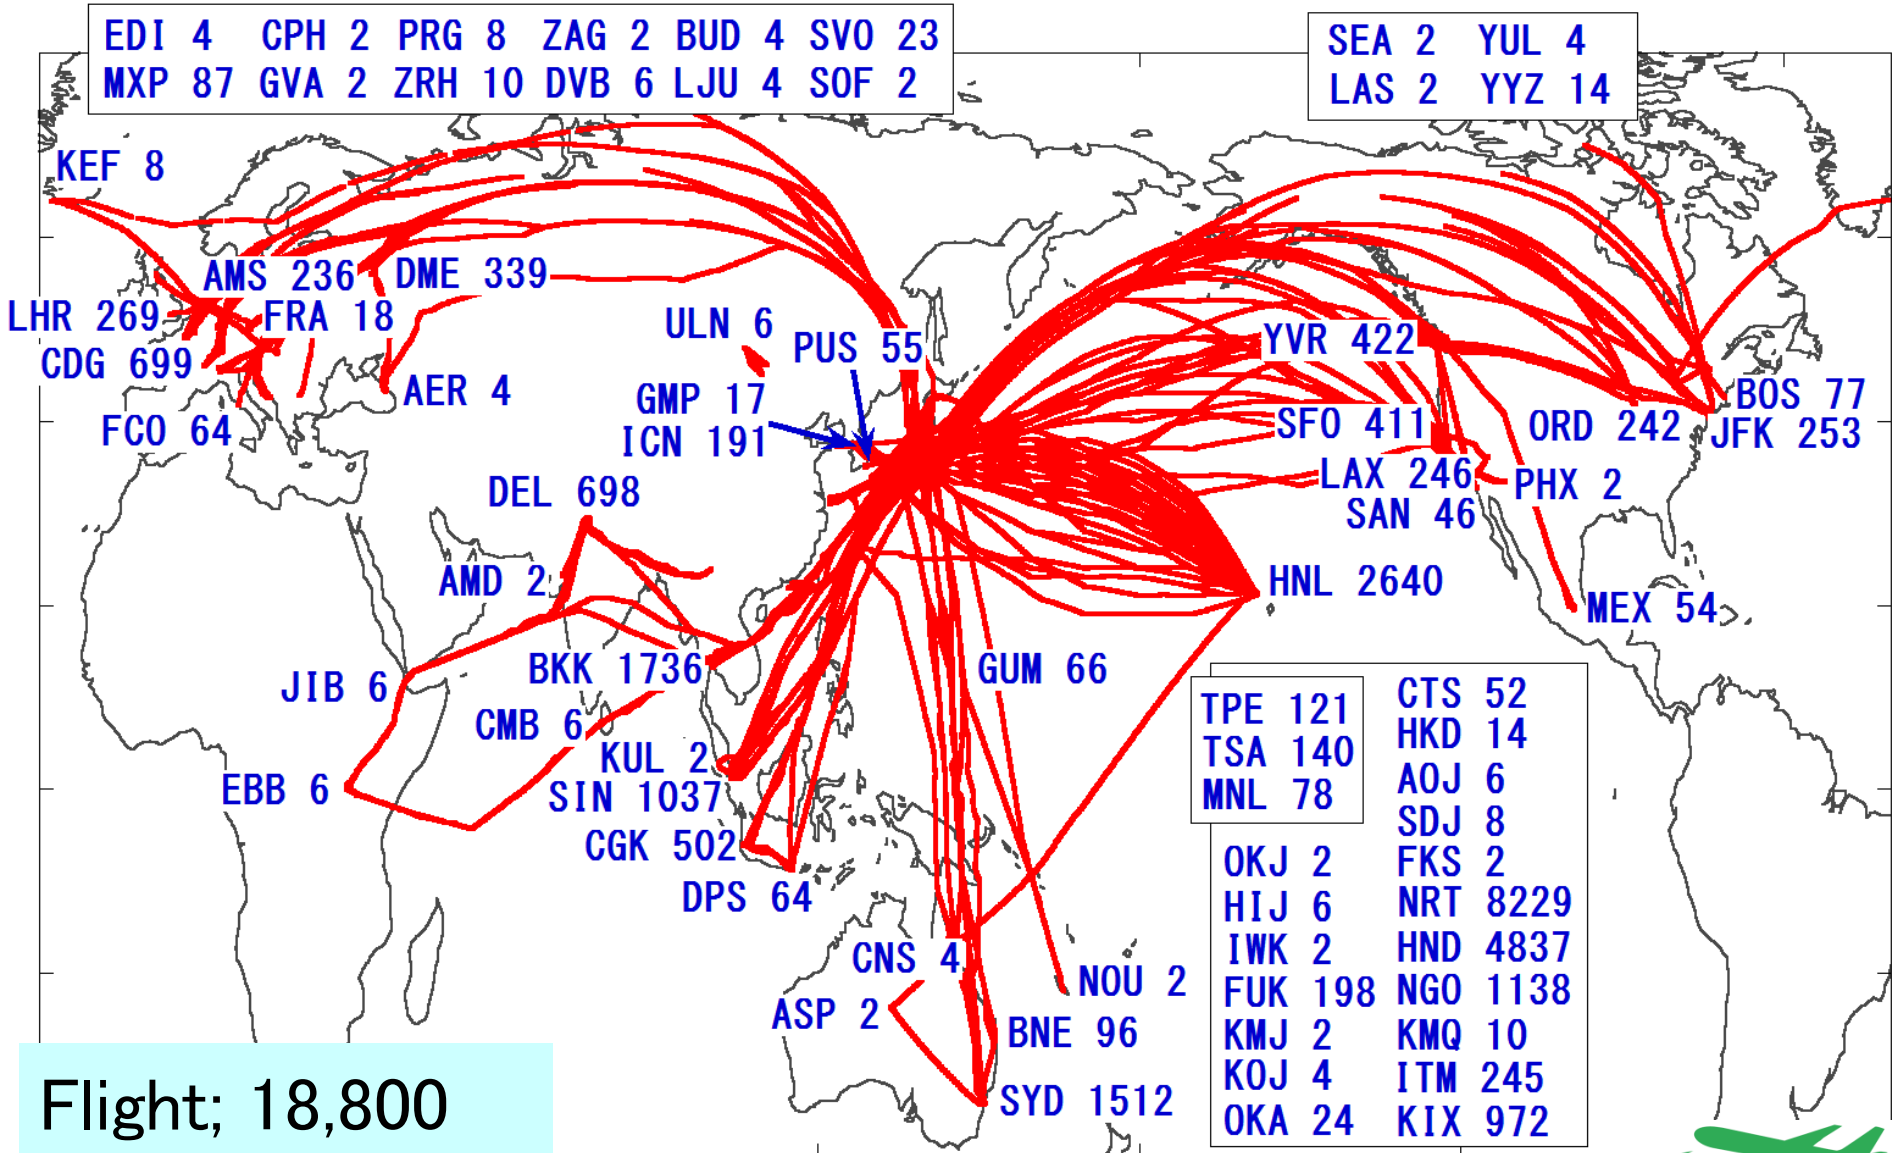 EDI 4 CPH 2 PRG 8 ZAG 2 BUD 4 SVO 23
MXP 87 GVA 2 ZRH 10 DVB 6 LJU 4 SOF 2
SEA 2 YUL 4
LAS 2 YYZ 14
KEF 8
AMS 236
DME 339
LHR 269
FRA 18
CDG 699
ULN 6
PUS 55
YVR 422
AER 4
GMP 17
ICN 191
FCO 64
SFO 411
ORD 242
BOS 77
JFK 253
DEL 698
LAX 246
PHX 2
SAN 46
AMD 2
HNL 2640
MEX 54
JIB 6
BKK 1736
GUM 66
CMB 6
KUL 2
EBB 6
SIN 1037
CGK 502
DPS 64
CNS 4
ASP 2
NOU 2
BNE 96
SYD 1512
TPE 121
TSA 140
MNL 78
CTS 52
HKD 14
AOJ 6
SDJ 8
OKJ 2 FKS 2
HIJ 6 NRT 8229
IWK 2 HND 4837
FUK 198 NGO 1138
KMJ 2 KMQ 10
KOJ 4 ITM 245
OKA 24 KIX 972
Flight; 18,800